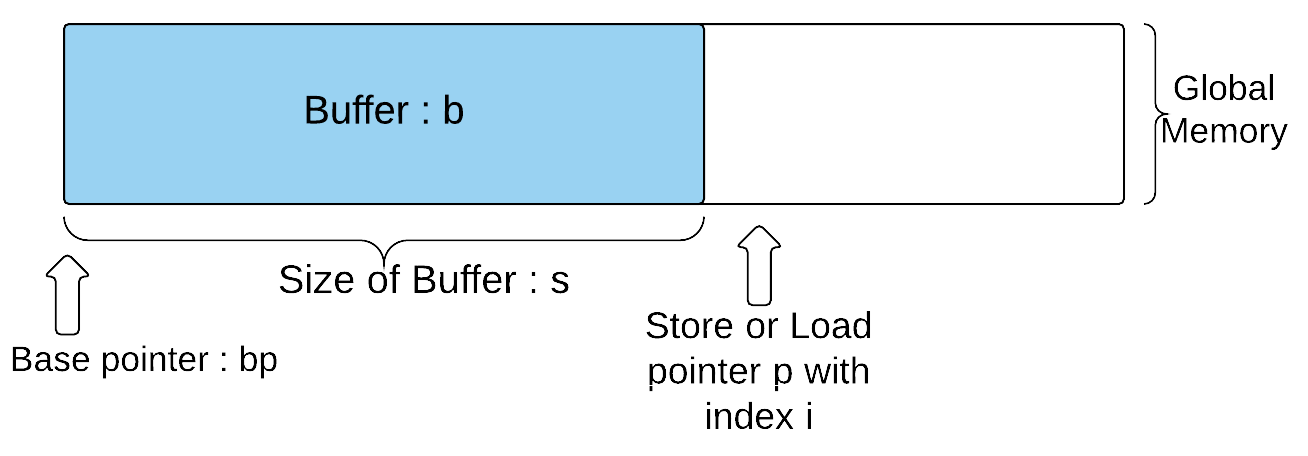 Buffer : b
Global
Memory
Size of Buffer : s
Base pointer : bp
Store or Load
pointer p with
index i